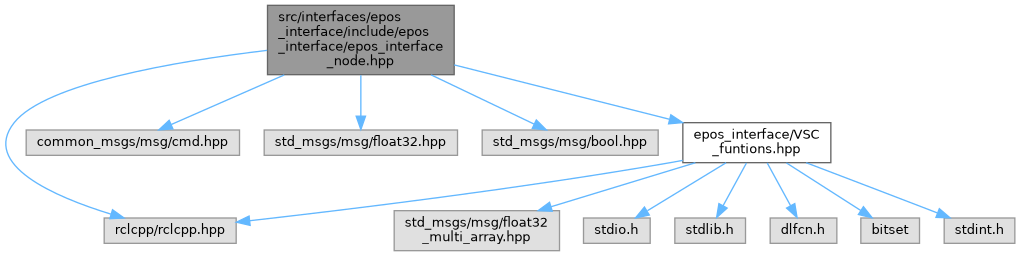 src/interfaces/epos
_interface/include/epos
_interface/epos_interface
_node.hpp
common_msgs/msg/cmd.hpp
std_msgs/msg/float32.hpp
std_msgs/msg/bool.hpp
epos_interface/VSC
_funtions.hpp
rclcpp/rclcpp.hpp
std_msgs/msg/float32
_multi_array.hpp
stdio.h
stdlib.h
dlfcn.h
bitset
stdint.h